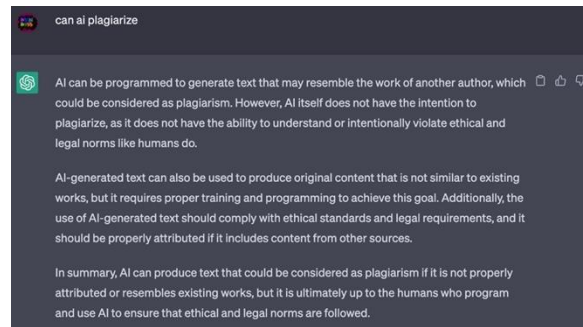 can ai plagiarize
AI can be programmed to generate text that may resemble the work of another author, which
could be considered as plagiarism. However, AI itself does not have the intention to
plagiarize, as it does not have the ability to understand or intentionally violate ethical and
legal norms like humans do.
AI-generated text can also be used to produce original content that is not similar to existing
works, but it requires proper training and programming to achieve this goal. Additionally, the
use of AI-generated text should comply with ethical standards and legal requirements, and it
should be properly attributed if it includes content from other sources.
In summary, AI can produce text that could be considered as plagiarism if it is not properly
attributed or resembles existing works, but it is ultimately up to the humans who program
and use AI to ensure that ethical and legal norms are followed.